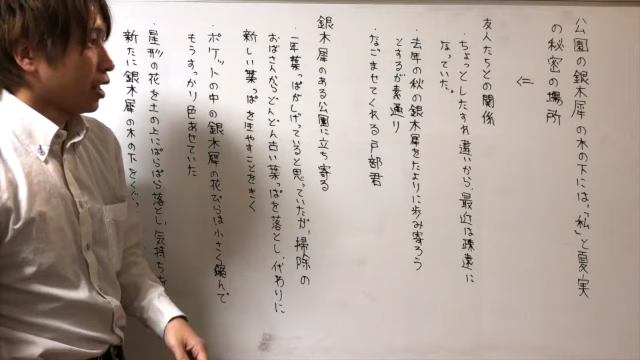 公園の銀木犀の木の下には、「私」と夏実
の秘密の場所
⇐
友人たちとの関係
・ちょっとしたすれ違いから、最近は疎遠に
なっていた。
・去年の秋の銀木犀をたよりに歩み寄ろう
とするが素通り
・なごませてくれる戸部君
銀木犀のある公園に立ち寄る
・一年葉っぱかしげっていると思っていたが、掃除の
おばさんからどんどん古い葉っぱを落とし、代わりに
新しい葉っぱを生やすことをきく
・ポケットの中の銀木犀の花びらは小さく縮んで
もうすっかり色あせていた
・星形の花を土の上にぱらぱら落とし、気持ちを
新たに銀木犀の木の下をくぐ